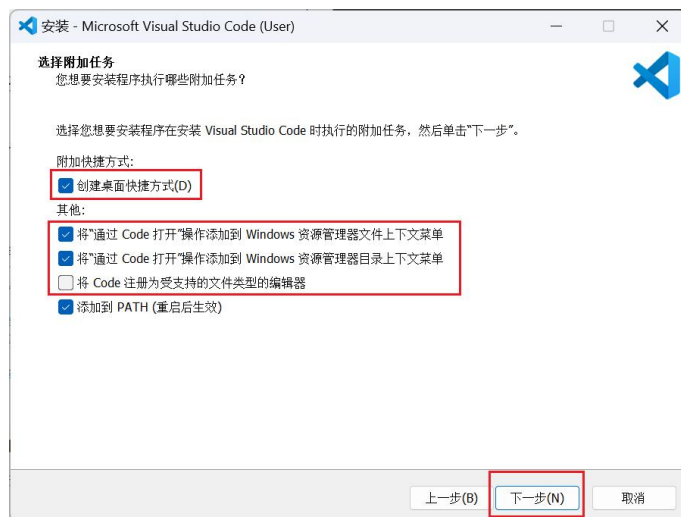 安装 - Microsoft Visual Studio Code (User)
选择附加任务
您想要安装程序执行哪些附加任务？
选择您想要安装程序在安装 Visual Studio Code 时执行的附加任务，然后单击“下一步”。
附加快捷方式:
创建桌面快捷方式(D)
其他:
将“通过 Code 打开”操作添加到 Windows 资源管理器文件上下文菜单
将“通过 Code 打开”操作添加到 Windows 资源管理器目录上下文菜单
将 Code 注册为受支持的文件类型的编辑器
添加到 PATH (重启后生效)
上一步(B) 下一步(N) 取消